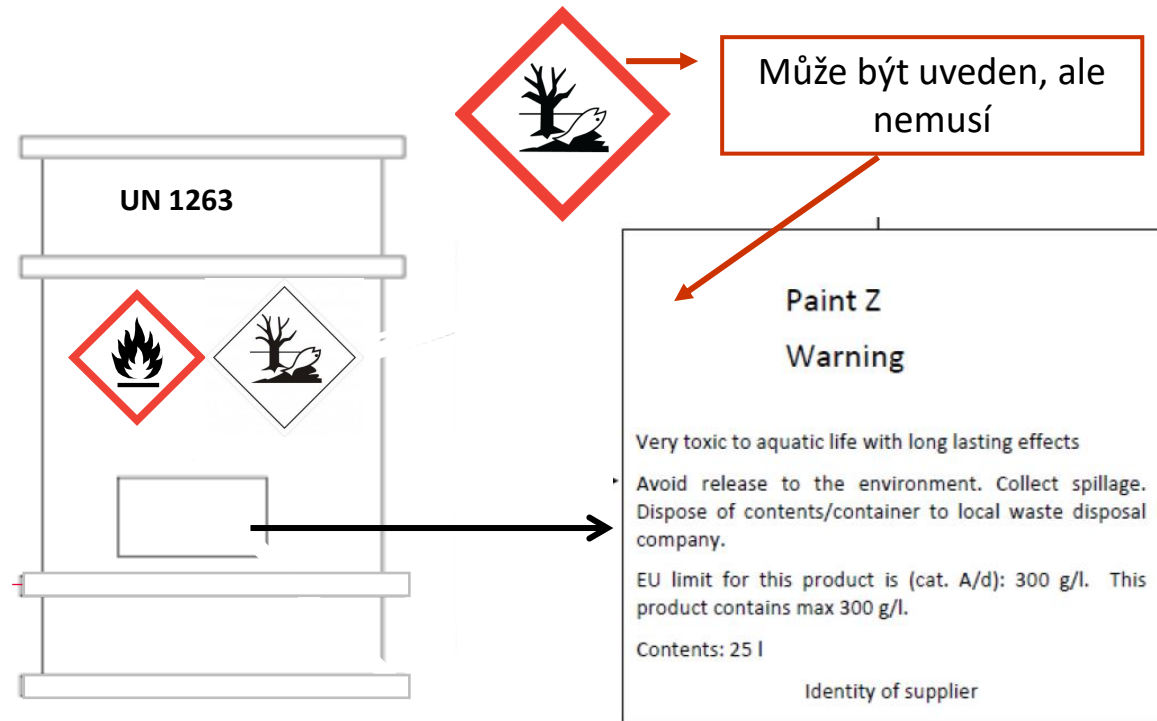 Může být uveden, ale
nemusí
UN 1263
Paint Z
Warning
Very toxic to aquatic life with long lasting effects
Avoid release to the environment. Collect spillage.
Dispose of contents/container to local waste disposal
company.
EU limit for this product is (cat. A/d): 300 g/l. This
product contains max 300 g/l.
Contents: 25 l
Identity of supplier